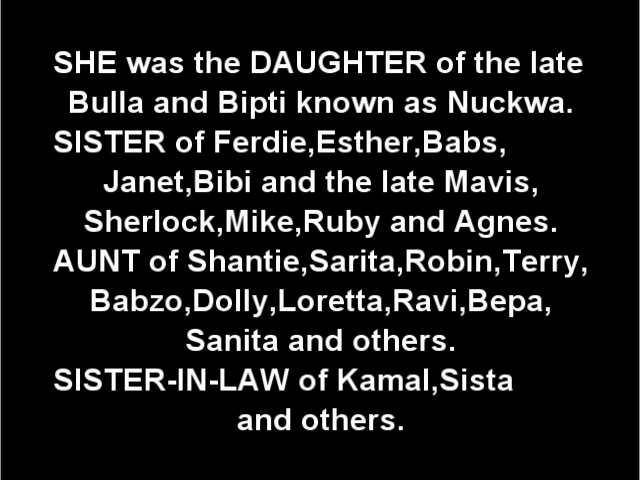 SHE was the DAUGHTER of the late
Bulla and Bipti known as Nuckwa.
SISTER of Ferdie,Esther,Babs,
Janet,Bibi and the late Mavis,
Sherlock,Mike,Ruby and Agnes.
AUNT of Shantie,Sarita,Robin,Terry,
Babzo,Dolly,Loretta,Ravi,Bepa,
Sanita and others.
SISTER-IN-LAW of Kamal,Sista
and others.